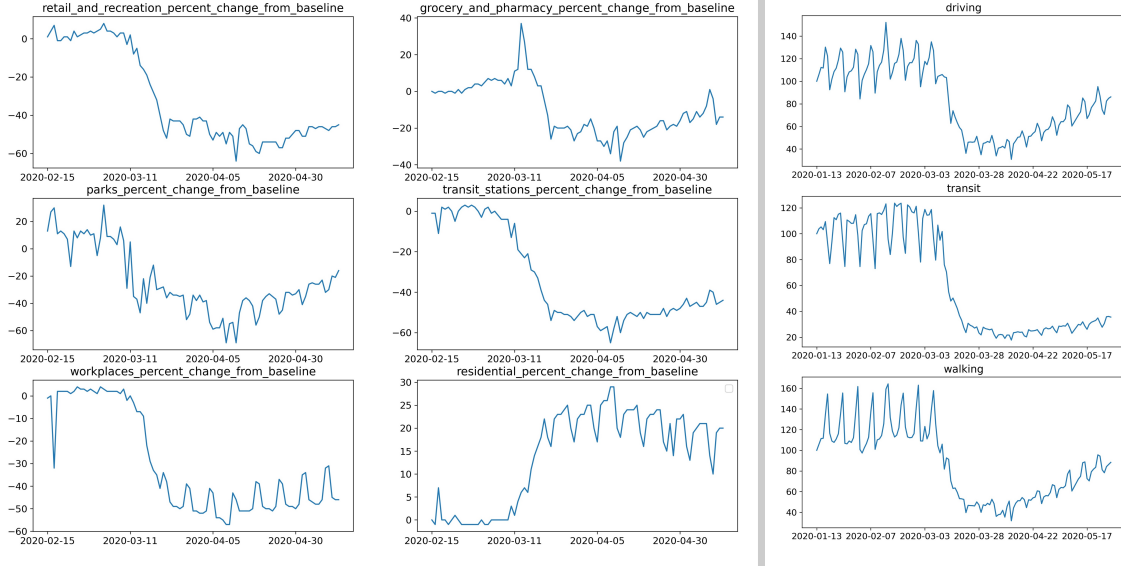 retail_and_recreation_percent_change_from_baseline
0
−20
−40
−60
2020-02-15 2020-03-11 2020-04-05 2020-04-30
grocery_and_pharmacy_percent_change_from_baseline
40
20
0
−20
−40
2020-02-15 2020-03-11 2020-04-05 2020-04-30
parks_percent_change_from_baseline
20
0
−20
−40
−60
2020-02-15 2020-03-11 2020-04-05 2020-04-30
transit_stations_percent_change_from_baseline
0
−20
−40
−60
2020-02-15 2020-03-11 2020-04-05 2020-04-30
workplaces_percent_change_from_baseline
0
−10
−20
−30
−40
−50
−60
2020-02-15 2020-03-11 2020-04-05 2020-04-30
residential_percent_change_from_baseline
30
25
20
15
10
5
0
2020-02-15 2020-03-11 2020-04-05 2020-04-30
driving
140
120
100
80
60
40
2020-01-13 2020-02-07 2020-03-03 2020-03-28 2020-04-22 2020-05-17
transit
120
100
80
60
40
20
2020-01-13 2020-02-07 2020-03-03 2020-03-28 2020-04-22 2020-05-17
walking
160
140
120
100
80
60
40
2020-01-13 2020-02-07 2020-03-03 2020-03-28 2020-04-22 2020-05-17